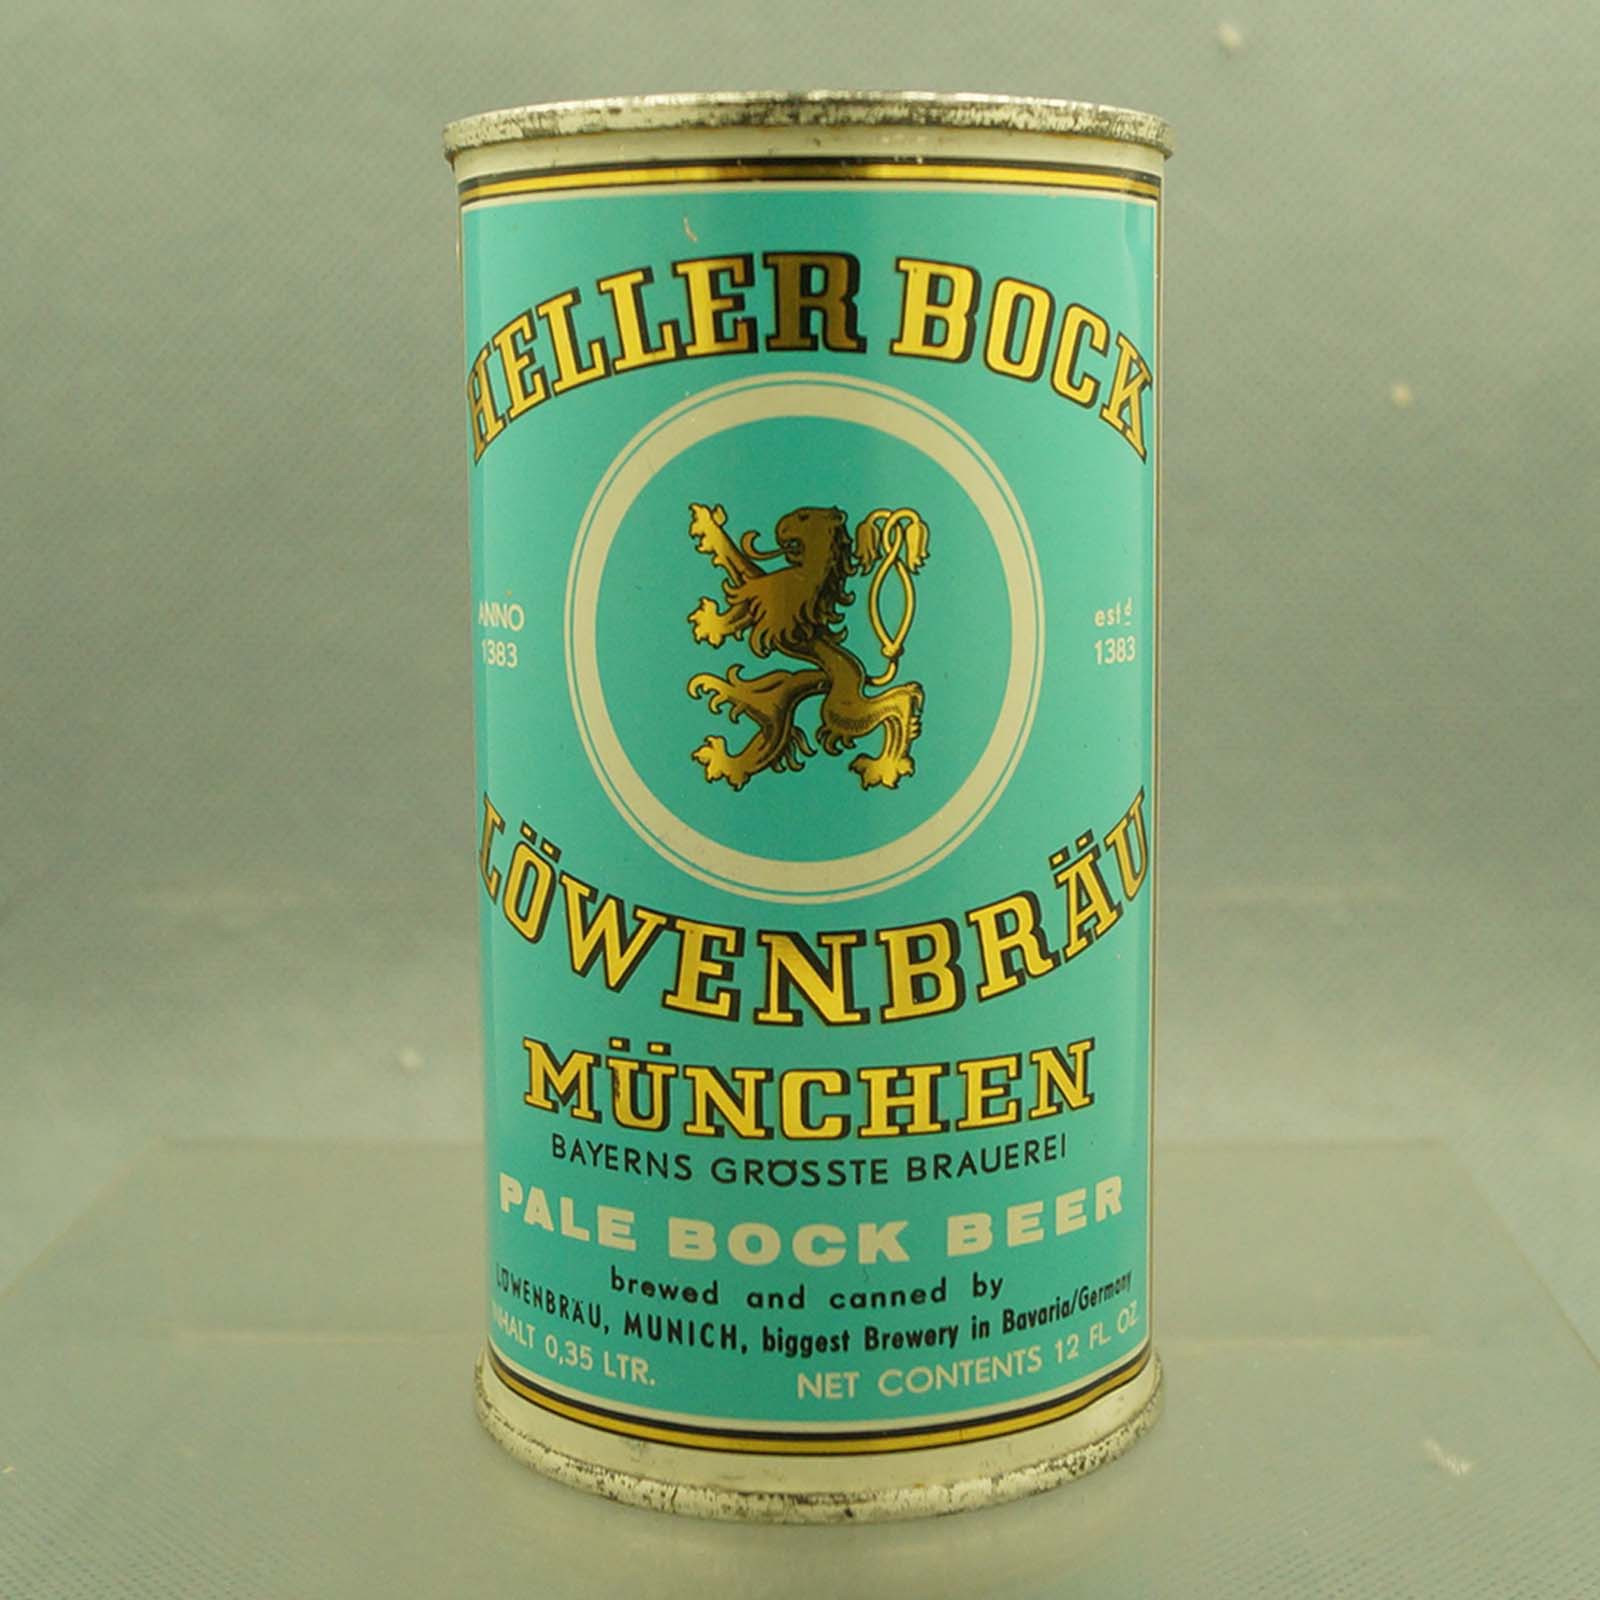 HELLER BOCK
ANNO
1383
estd
1383
LÖWENBRÄU
MÜNCHEN
BAYERNS GRÖSSTE BRAUEREI
PALE BOCK BEER
brewed and canned by
LÖWENBRÄU, MUNICH, biggest Brewery in Bavaria/Germany
INHALT 0,35 LTR.
NET CONTENTS 12 FL. OZ.